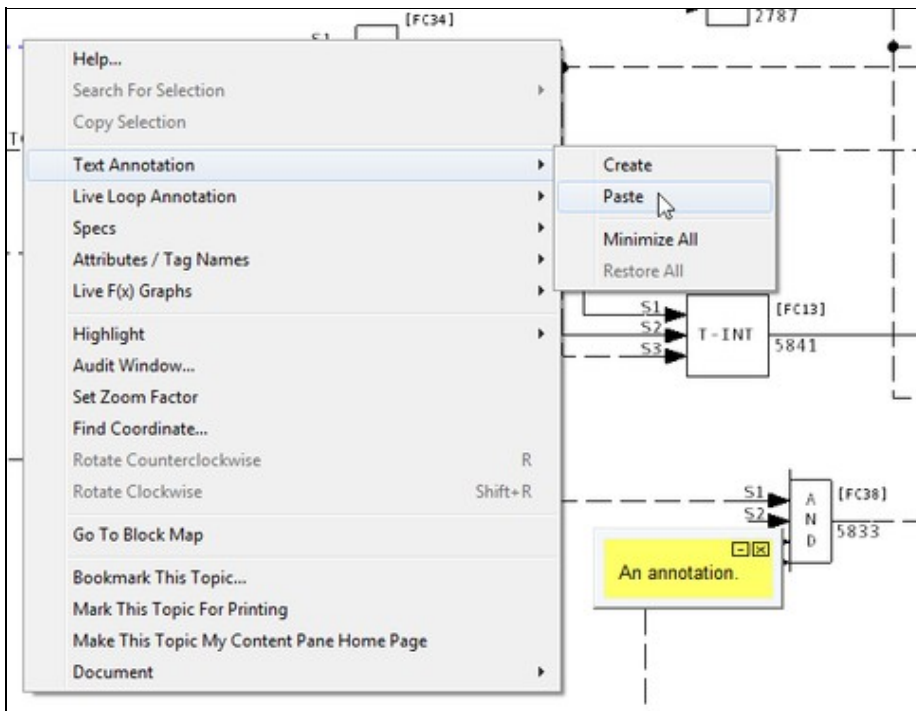 [FC34]
2787
S1
Help...
Search For Selection
Copy Selection
Text Annotation
Live Loop Annotation
Specs
Attributes / Tag Names
Live F(x) Graphs
Highlight
Audit Window...
Set Zoom Factor
Find Coordinate...
Rotate Counterclockwise R
Rotate Clockwise Shift+R
Go To Block Map
Bookmark This Topic...
Mark This Topic For Printing
Make This Topic My Content Pane Home Page
Document
Create
Paste
Minimize All
Restore All
S1
S2
S3
T-INT
[FC13]
5841
S1
S2
AND
[FC38]
5833
An annotation.